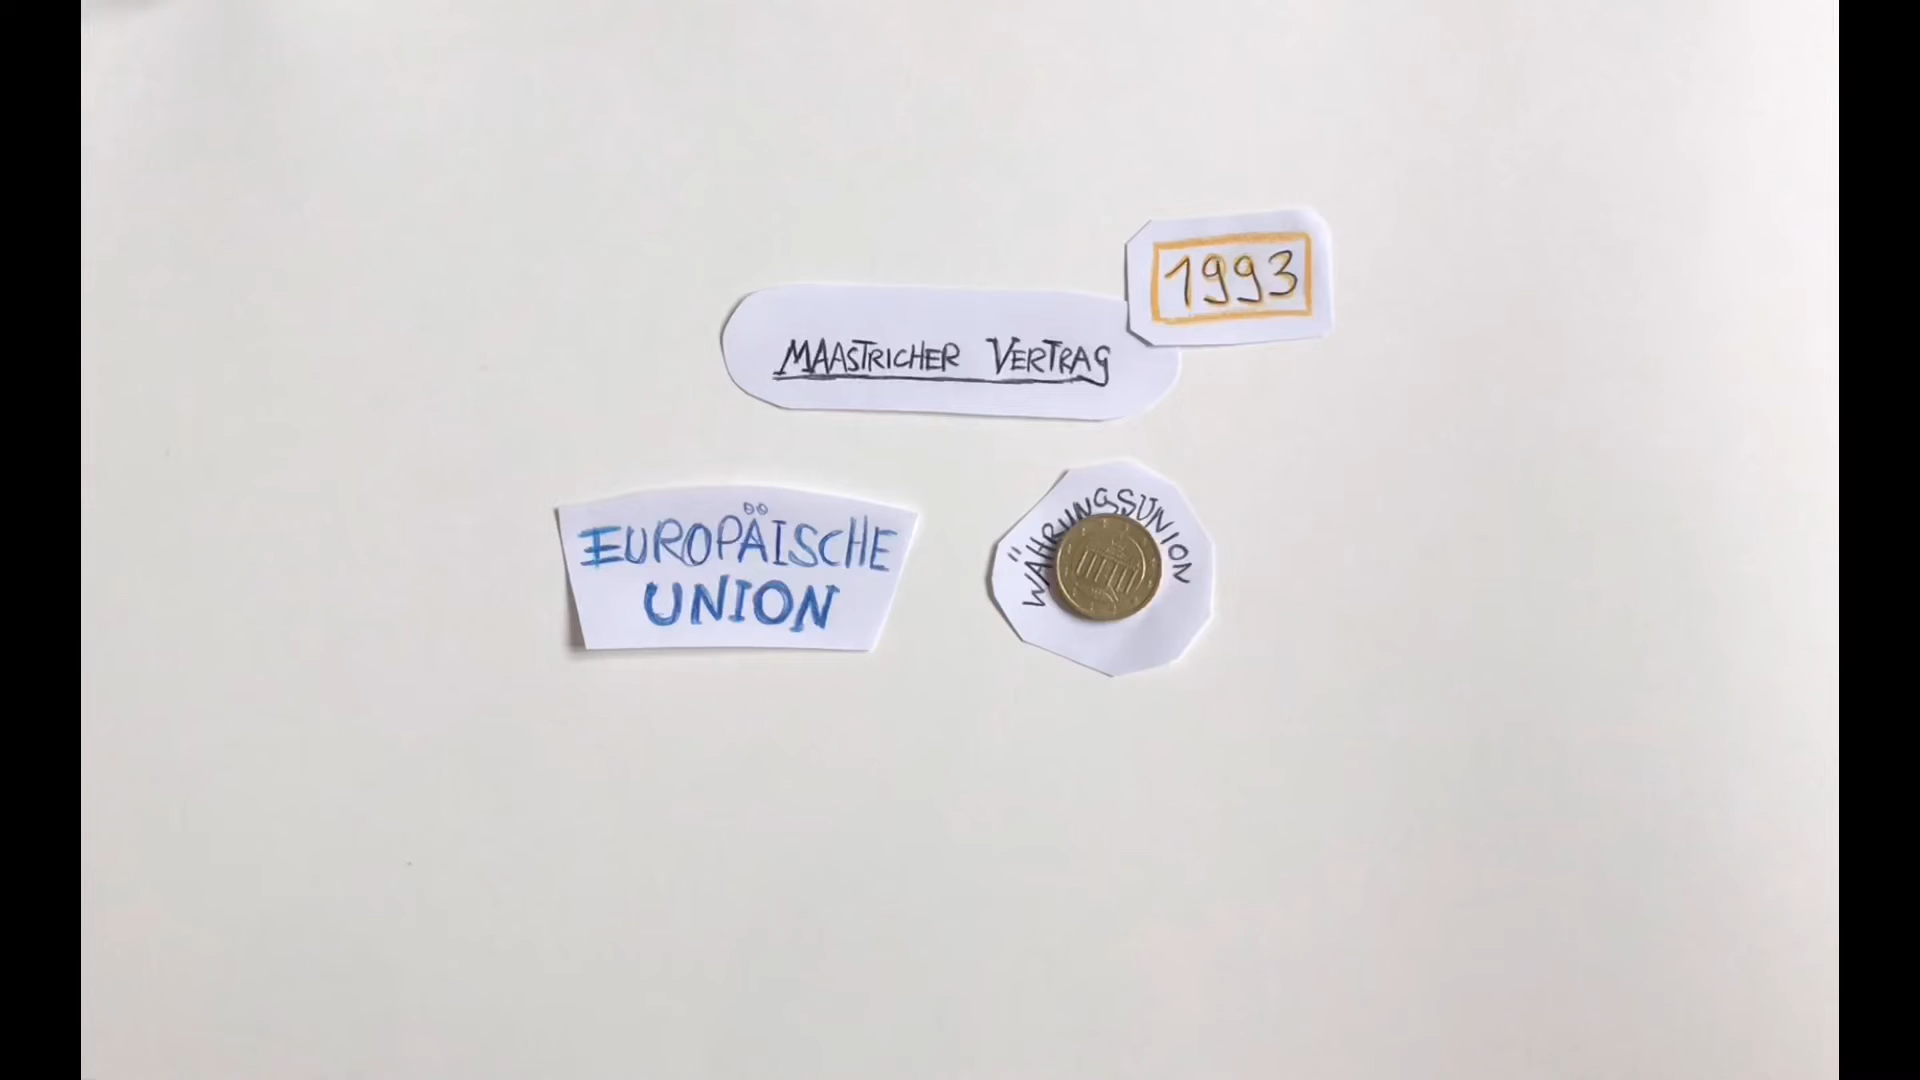 1993
MAASTRICHER VERTRAG
EUROPÄISCHE
UNION
WÄHRUNGSUNION